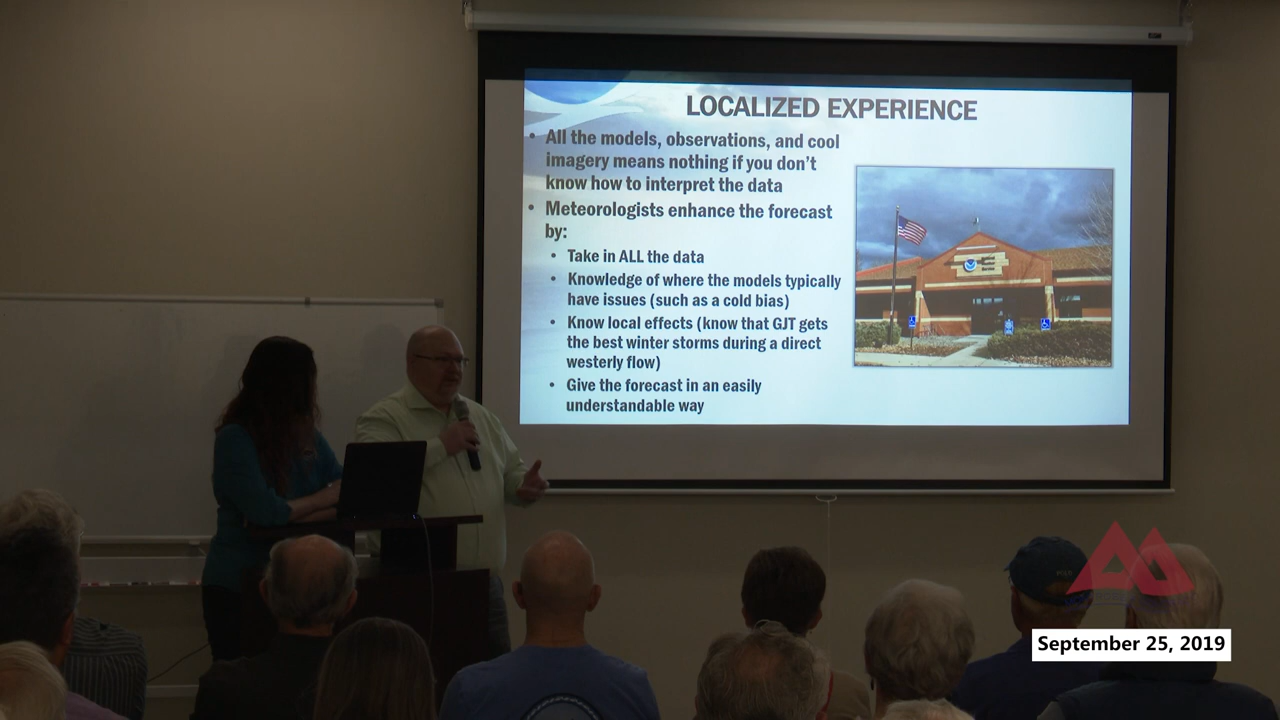 LOCALIZED EXPERIENCE
• All the models, observations, and cool
imagery means nothing if you don't
know how to interpret the data
• Meteorologists enhance the forecast
by:
• Take in ALL the data
• Knowledge of where the models typically
have issues (such as a cold bias)
• Know local effects (know that GJT gets
the best winter storms during a direct
westerly flow)
• Give the forecast in an easily
understandable way
September 25, 2019